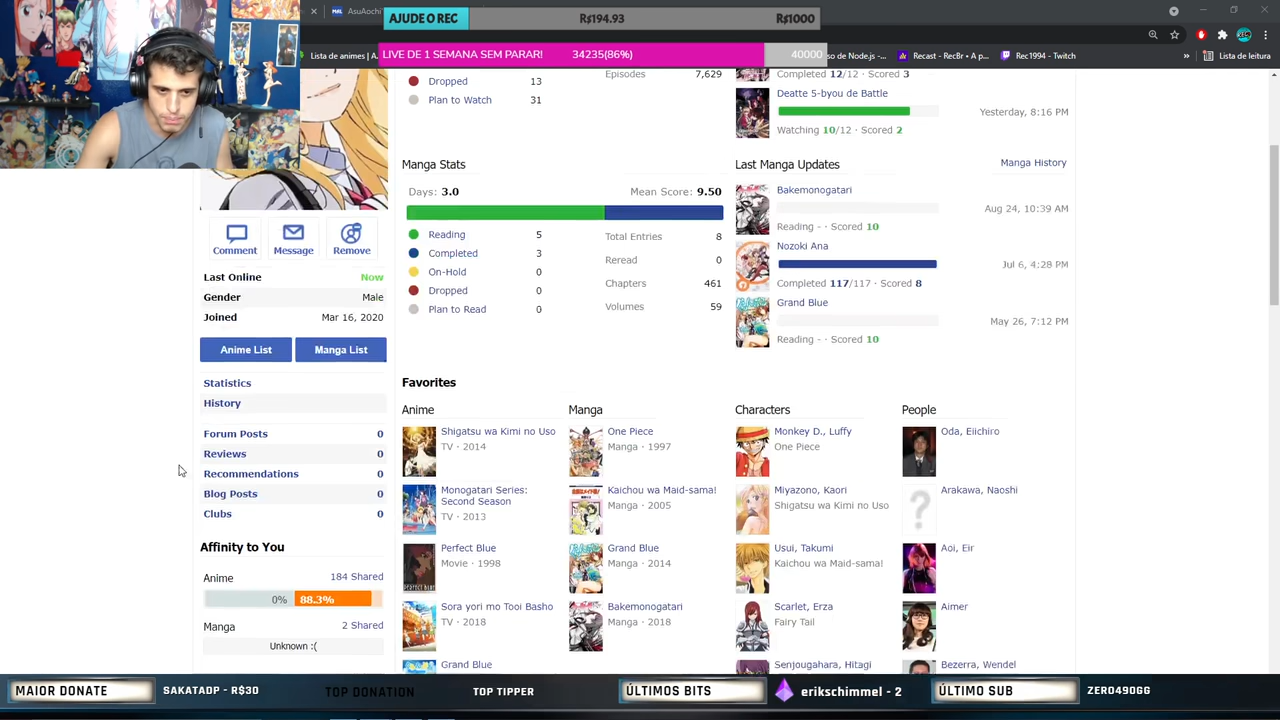 AJUDE O REC R$194.93 R$1000
LIVE DE 1 SEMANA SEM PARAR! 34235(86%) 40000
MAL AsuAoch
Lista de animes | A.
so de Node.js -...
Recast - RecBr • A p...
Rec1994 - Twitch
»
Lista de leitura
Dropped 13
Plan to Watch 31
Episodes 7,629
Completed 12/12 · Scored 3
Deatte 5-byou de Battle
Yesterday, 8:16 PM
Watching 10/12 · Scored 2
Manga Stats
Days: 3.0 Mean Score: 9.50
Reading 5
Completed 3
On-Hold 0
Dropped 0
Plan to Read 0
Total Entries 8
Reread 0
Chapters 461
Volumes 59
Last Manga Updates Manga History
Bakemonogatari
Aug 24, 10:39 AM
Reading - · Scored 10
Nozoki Ana
Jul 6, 4:28 PM
Completed 117/117 · Scored 8
Grand Blue
May 26, 7:12 PM
Reading - · Scored 10
Comment Message Remove
Last Online Now
Gender Male
Joined Mar 16, 2020
Anime List Manga List
Statistics
History
Forum Posts 0
Reviews 0
Recommendations 0
Blog Posts 0
Clubs 0
Affinity to You
Anime 184 Shared
0% 88.3%
Manga 2 Shared
Unknown :(
Favorites
Anime
Shigatsu wa Kimi no Uso
TV · 2014
Monogatari Series:
Second Season
TV · 2013
Perfect Blue
Movie · 1998
Sora yori mo Tooi Basho
TV · 2018
Grand Blue
Manga
One Piece
Manga · 1997
Kaichou wa Maid-sama!
Manga · 2005
Grand Blue
Manga · 2014
Bakemonogatari
Manga · 2018
Characters
Monkey D., Luffy
One Piece
Miyazono, Kaori
Shigatsu wa Kimi no Uso
Usui, Takumi
Kaichou wa Maid-sama!
Scarlet, Erza
Fairy Tail
Senjougahara, Hitagi
People
Oda, Eiichiro
Arakawa, Naoshi
Aoi, Eir
Aimer
Bezerra, Wendel
MAIOR DONATE SAKATADP - R$30 TOP DONATION TOP TIPPER ÚLTIMOS BITS erikschimmel - 2 ÚLTIMO SUB ZERO49OGG